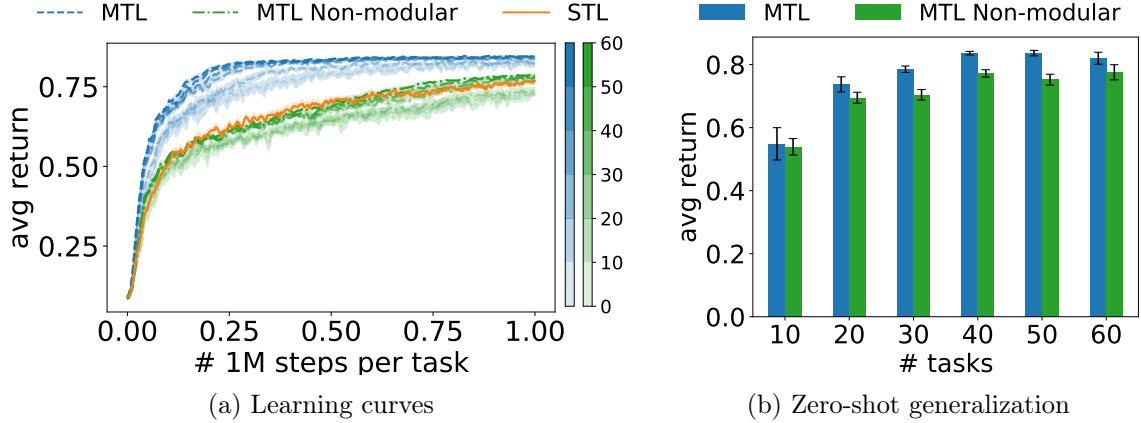 MTL MTL Non-modular STL
avg return
0.75
0.50
0.25
0.00 0.25 0.50 0.75 1.00
# 1M steps per task
60
50
40
30
20
10
0
(a) Learning curves
MTL MTL Non-modular
avg return
0.8
0.6
0.4
0.2
0.0
10 20 30 40 50 60
# tasks
(b) Zero-shot generalization